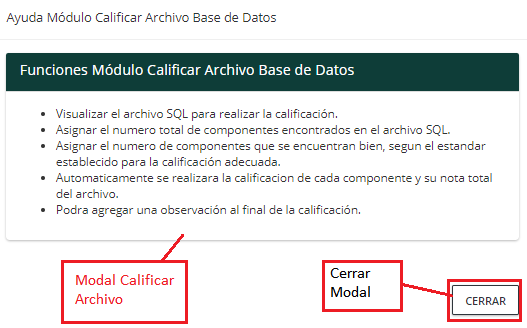 Ayuda Módulo Calificar Archivo Base de Datos
Funciones Módulo Calificar Archivo Base de Datos
• Visualizar el archivo SQL para realizar la calificación.
• Asignar el numero total de componentes encontrados en el archivo SQL.
• Asignar el numero de componentes que se encuentran bien, segun el estandar
establecido para la calificación adecuada.
• Automaticamente se realizara la calificacion de cada componente y su nota total
del archivo.
• Podra agregar una observación al final de la calificación.
Modal Calificar
Archivo
Cerrar
Modal
CERRAR